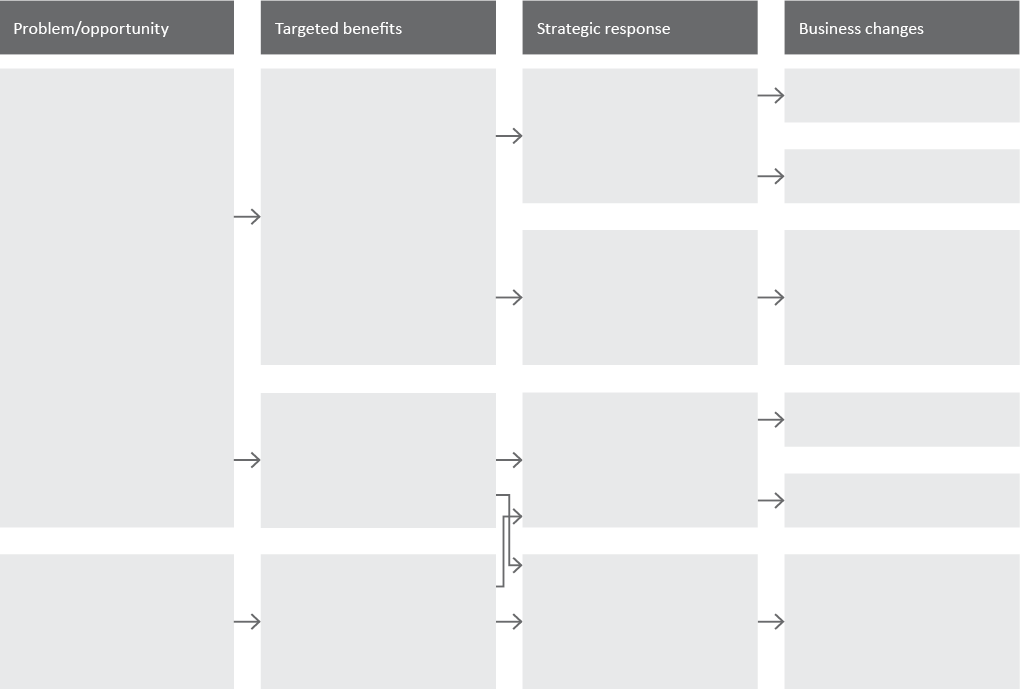 Problem/opportunity
Targeted benefits
Strategic response
Business changes